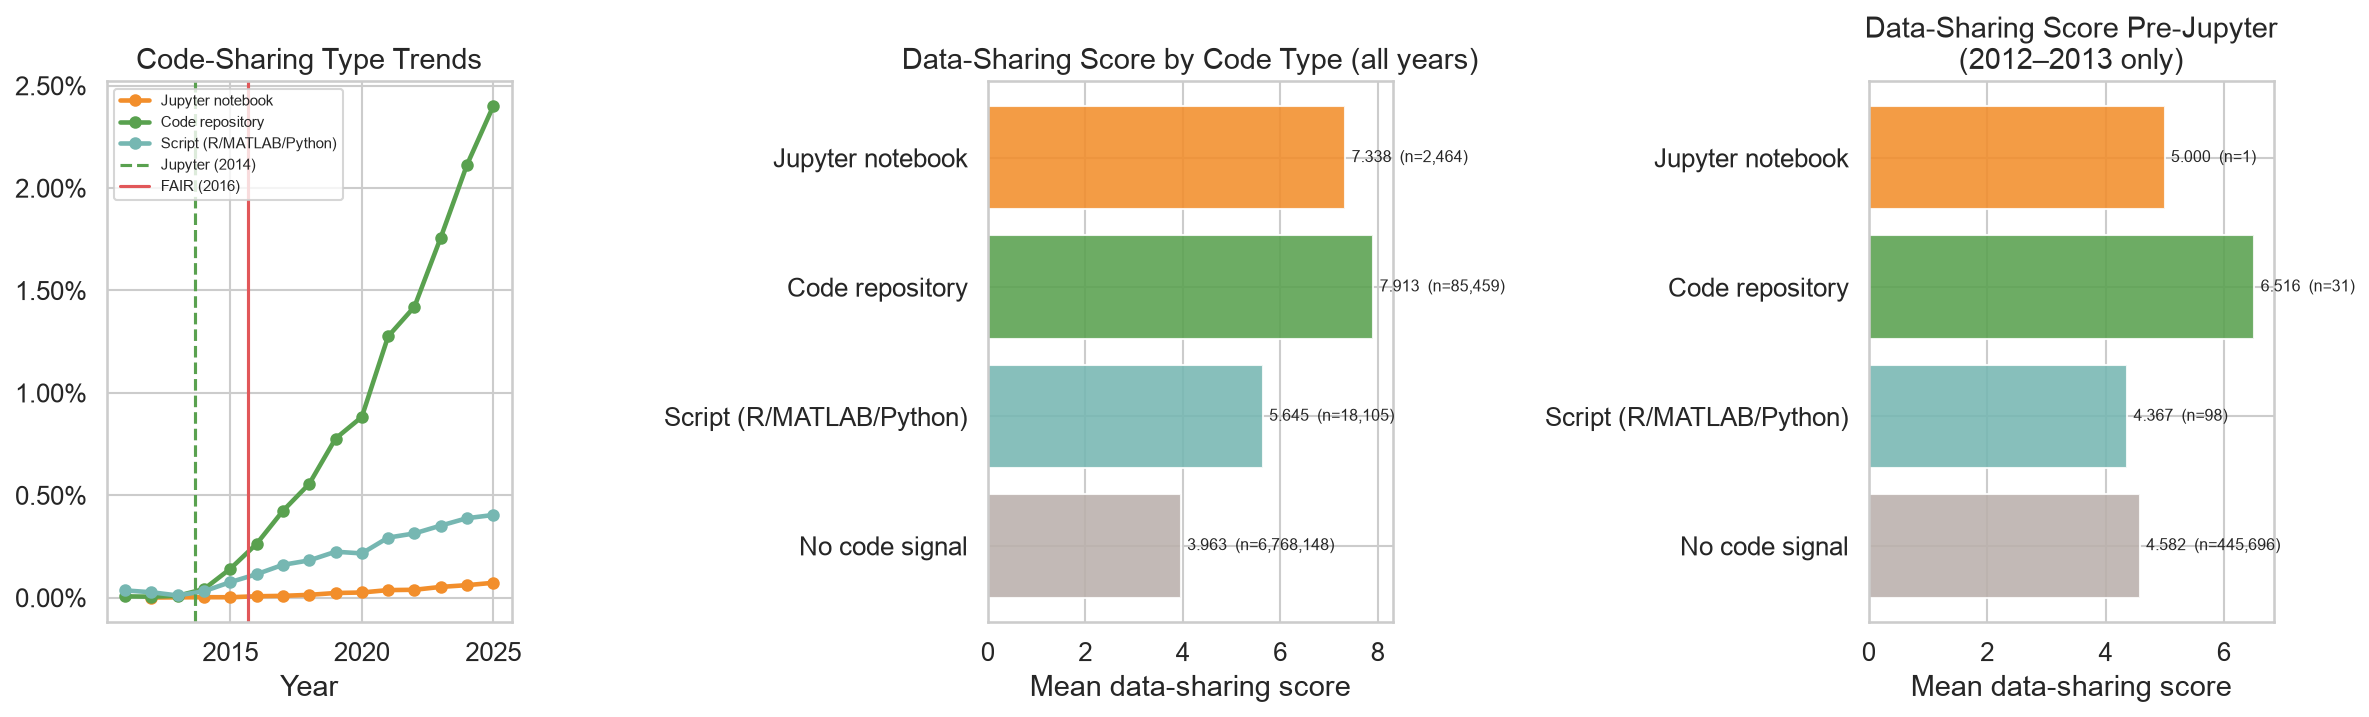 Code-Sharing Type Trends
2.50%
2.00%
1.50%
1.00%
0.50%
0.00%
Jupyter notebook
Code repository
Script (R/MATLAB/Python)
Jupyter (2014)
FAIR (2016)
2015 2020 2025
Year
Data-Sharing Score by Code Type (all years)
Jupyter notebook 7.338 (n=2,464)
Code repository 7.913 (n=85,459)
Script (R/MATLAB/Python) 5.645 (n=18,105)
No code signal 3.963 (n=6,768,148)
0 2 4 6 8
Mean data-sharing score
Data-Sharing Score Pre-Jupyter
(2012–2013 only)
Jupyter notebook 5.000 (n=1)
Code repository 6.516 (n=31)
Script (R/MATLAB/Python) 4.367 (n=98)
No code signal 4.582 (n=445,696)
0 2 4 6
Mean data-sharing score